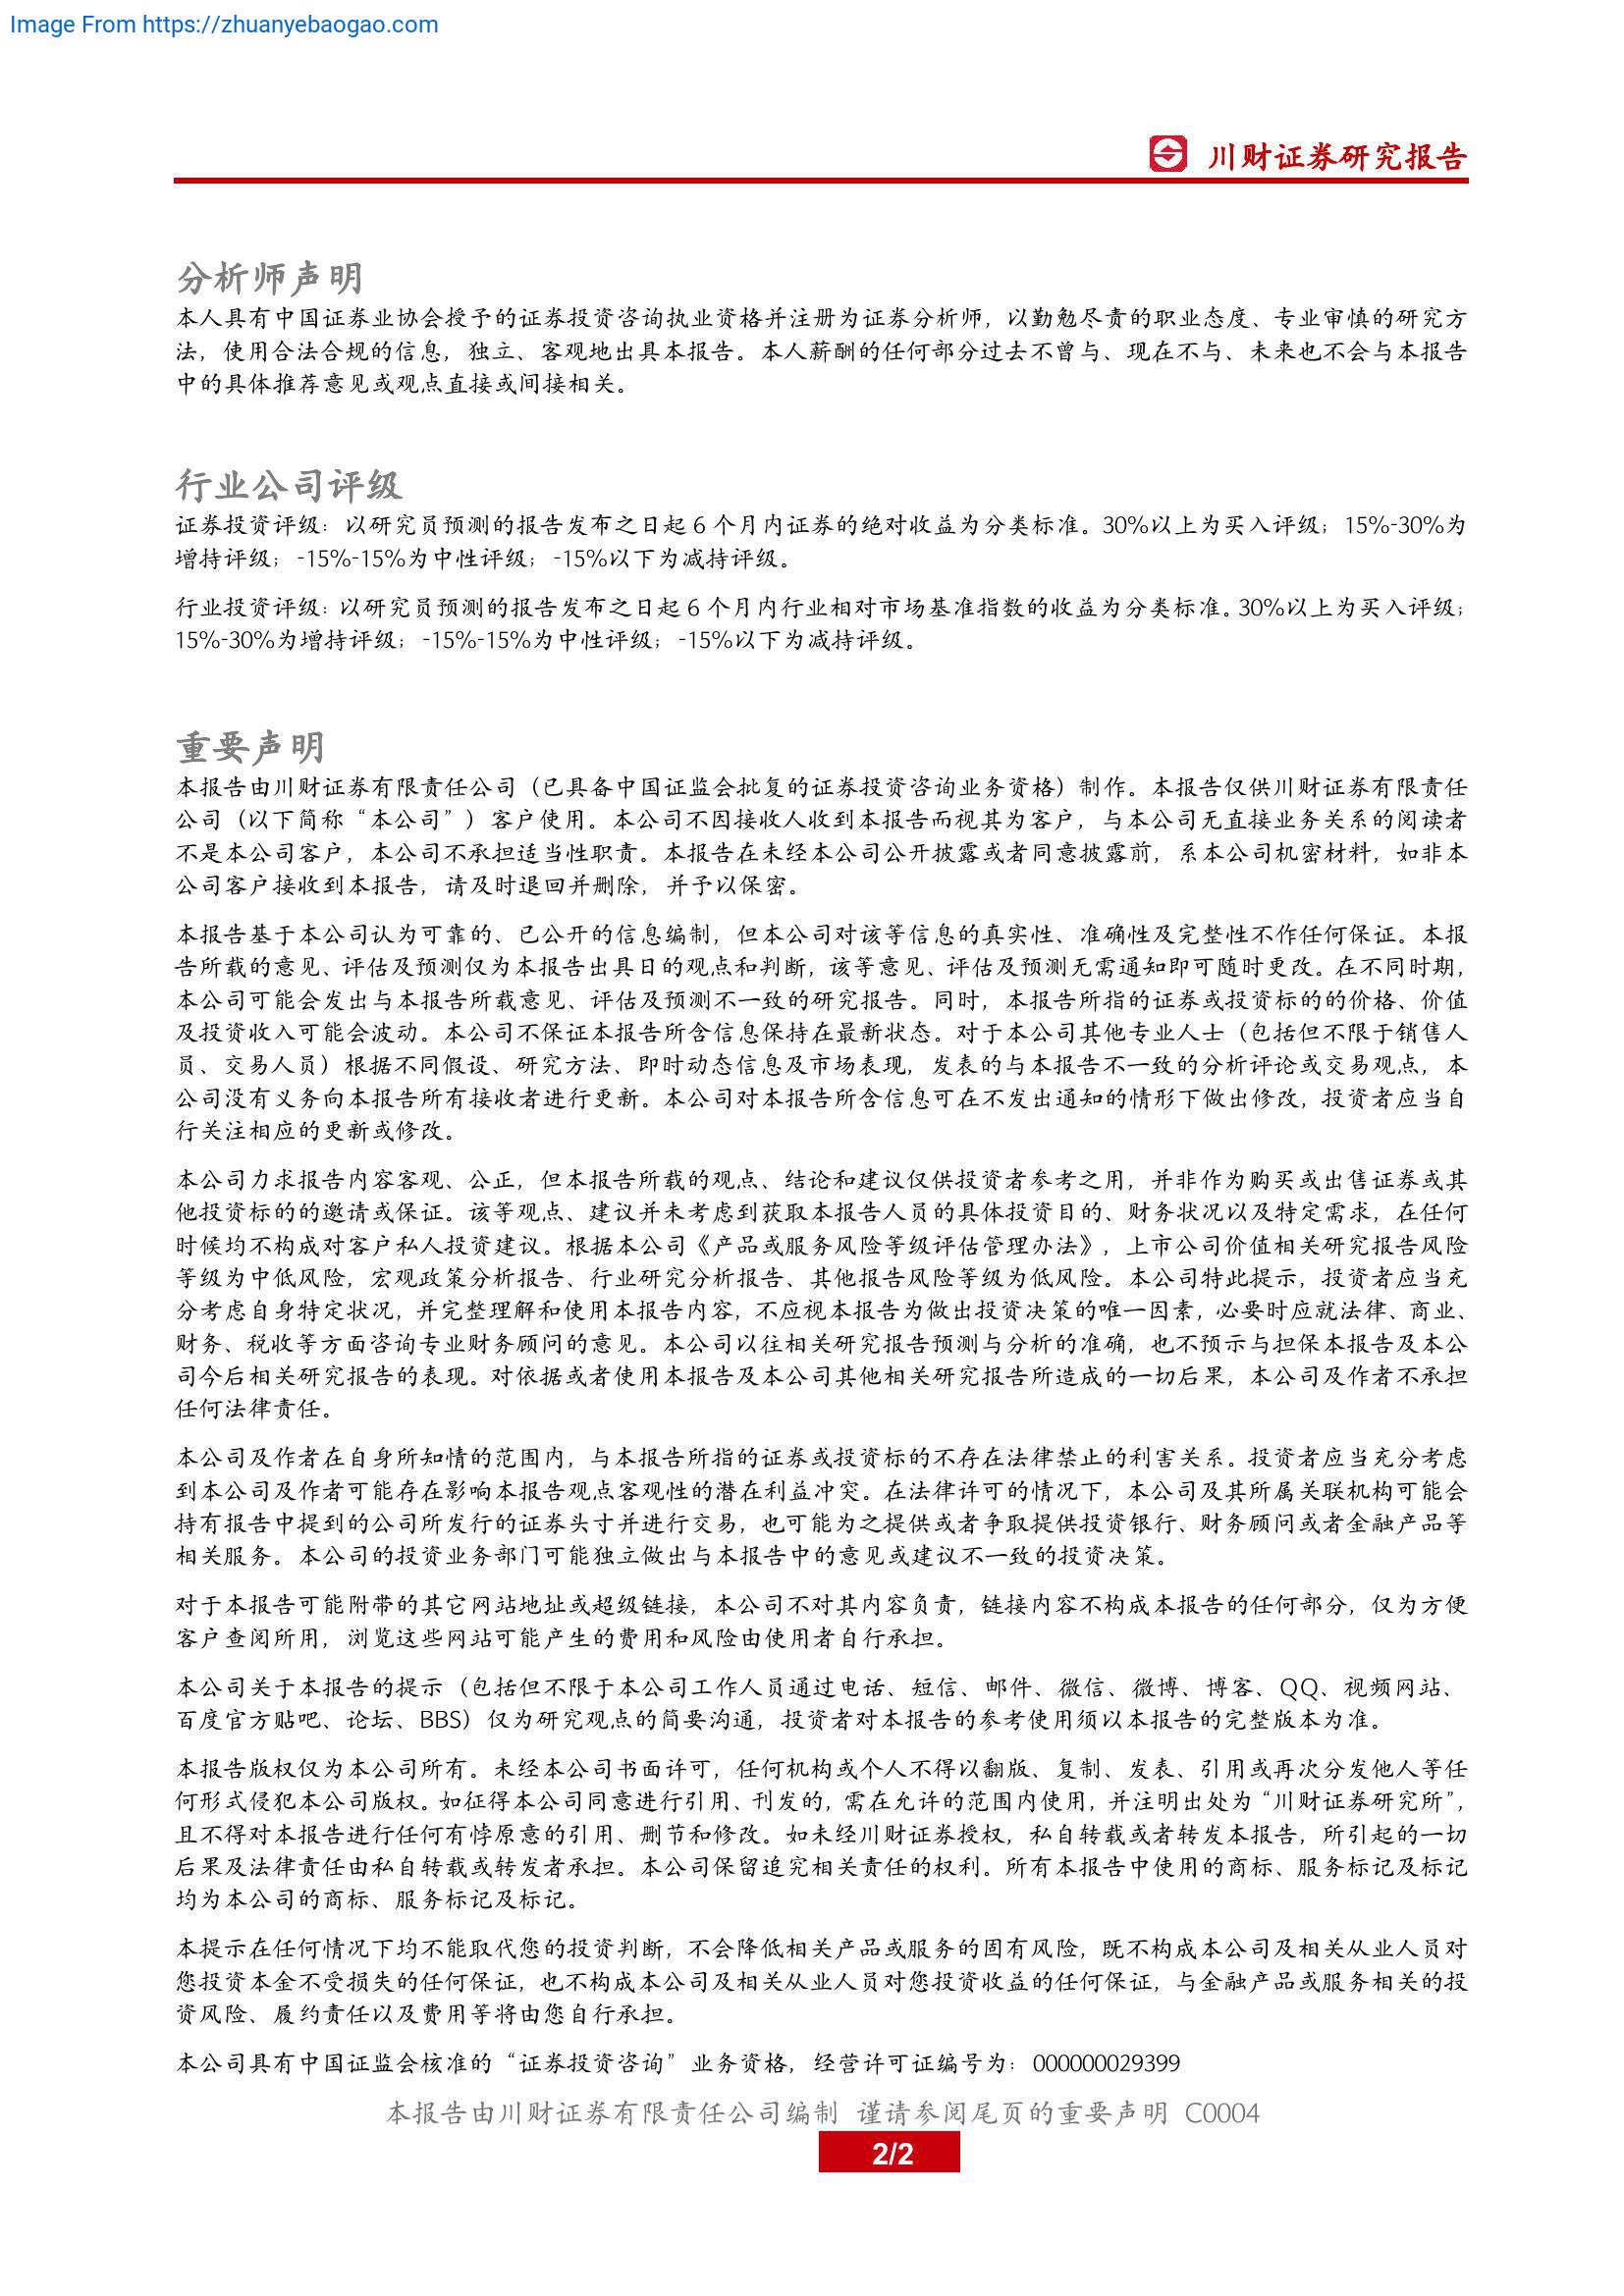 Image From https://zhuanyebaogao.com
川财证券研究报告
分析师声明
本人具有中国证券业协会授予的证券投资咨询执业资格并注册为证券分析师，以勤勉尽责的职业态度、专业审慎的研究方
法，使用合法合规的信息，独立、客观地出具本报告。本人薪酬的任何部分过去不曾与、现在不与、未来也不会与本报告
中的具体推荐意见或观点直接或间接相关。
行业公司评级
证券投资评级：以研究员预测的报告发布之日起 6 个月内证券的绝对收益为分类标准。30%以上为买入评级；15%-30%为
增持评级；-15%-15%为中性评级；-15%以下为减持评级。
行业投资评级：以研究员预测的报告发布之日起 6 个月内行业相对市场基准指数的收益为分类标准。30%以上为买入评级；
15%-30%为增持评级；-15%-15%为中性评级；-15%以下为减持评级。
重要声明
本报告由川财证券有限责任公司（已具备中国证监会批复的证券投资咨询业务资格）制作。本报告仅供川财证券有限责任
公司（以下简称“本公司”）客户使用。本公司不因接收人收到本报告而视其为客户，与本公司无直接业务关系的阅读者
不是本公司客户，本公司不承担适当性职责。本报告在未经本公司公开披露或者同意披露前，系本公司机密材料，如非本
公司客户接收到本报告，请及时退回并删除，并予以保密。
本报告基于本公司认为可靠的、已公开的信息编制，但本公司对该等信息的真实性、准确性及完整性不作任何保证。本报
告所载的意见、评估及预测仅为本报告出具日的观点和判断，该等意见、评估及预测无需通知即可随时更改。在不同时期，
本公司可能会发出与本报告所载意见、评估及预测不一致的研究报告。同时，本报告所指的证券或投资标的的价格、价值
及投资收入可能会波动。本公司不保证本报告所含信息保持在最新状态。对于本公司其他专业人士（包括但不限于销售人
员、交易人员）根据不同假设、研究方法、即时动态信息及市场表现，发表的与本报告不一致的分析评论或交易观点，本
公司没有义务向本报告所有接收者进行更新。本公司对本报告所含信息可在不发出通知的情形下做出修改，投资者应当自
行关注相应的更新或修改。
本公司力求报告内容客观、公正，但本报告所载的观点、结论和建议仅供投资者参考之用，并非作为购买或出售证券或其
他投资标的的邀请或保证。该等观点、建议并未考虑到获取本报告人员的具体投资目的、财务状况以及特定需求，在任何
时候均不构成对客户私人投资建议。根据本公司《产品或服务风险等级评估管理办法》，上市公司价值相关研究报告风险
等级为中低风险，宏观政策分析报告、行业研究分析报告、其他报告风险等级为低风险。本公司特此提示，投资者应当充
分考虑自身特定状况，并完整理解和使用本报告内容，不应视本报告为做出投资决策的唯一因素，必要时应就法律、商业、
财务、税收等方面咨询专业财务顾问的意见。本公司以往相关研究报告预测与分析的准确，也不预示与担保本报告及本公
司今后相关研究报告的表现。对依据或者使用本报告及本公司其他相关研究报告所造成的一切后果，本公司及作者不承担
任何法律责任。
本公司及作者在自身所知情的范围内，与本报告所指的证券或投资标的不存在法律禁止的利害关系。投资者应当充分考虑
到本公司及作者可能存在影响本报告观点客观性的潜在利益冲突。在法律许可的情况下，本公司及其所属关联机构可能会
持有报告中提到的公司所发行的证券头寸并进行交易，也可能为之提供或者争取提供投资银行、财务顾问或者金融产品等
相关服务。本公司的投资业务部门可能独立做出与本报告中的意见或建议不一致的投资决策。
对于本报告可能附带的其它网站地址或超级链接，本公司不对其内容负责，链接内容不构成本报告的任何部分，仅为方便
客户查阅所用，浏览这些网站可能产生的费用和风险由使用者自行承担。
本公司关于本报告的提示（包括但不限于本公司工作人员通过电话、短信、邮件、微信、微博、博客、QQ、视频网站、
百度官方贴吧、论坛、BBS）仅为研究观点的简要沟通，投资者对本报告的参考使用须以本报告的完整版本为准。
本报告版权仅为本公司所有。未经本公司书面许可，任何机构或个人不得以翻版、复制、发表、引用或再次分发他人等任
何形式侵犯本公司版权。如征得本公司同意进行引用、刊发的，需在允许的范围内使用，并注明出处为“川财证券研究所”，
且不得对本报告进行任何有悖原意的引用、删节和修改。如未经川财证券授权，私自转载或者转发本报告，所引起的一切
后果及法律责任由私自转载或转发者承担。本公司保留追究相关责任的权利。所有本报告中使用的商标、服务标记及标记
均为本公司的商标、服务标记及标记。
本提示在任何情况下均不能取代您的投资判断，不会降低相关产品或服务的固有风险，既不构成本公司及相关从业人员对
您投资本金不受损失的任何保证，也不构成本公司及相关从业人员对您投资收益的任何保证，与金融产品或服务相关的投
资风险、履约责任以及费用等将由您自行承担。
本公司具有中国证监会核准的“证券投资咨询”业务资格，经营许可证编号为：000000029399
本报告由川财证券有限责任公司编制 谨请参阅尾页的重要声明 C0004
2/2